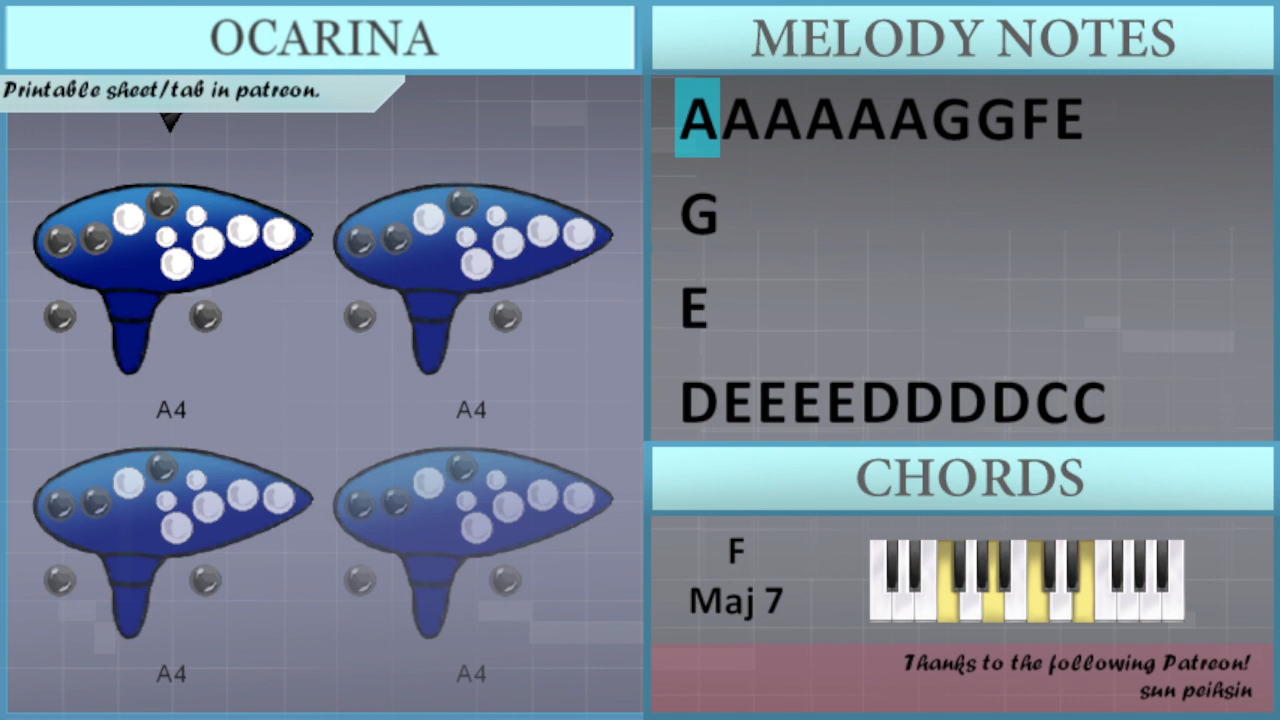 OCARINA
Printable sheet/tab in patreon.
A4
A4
A4
A4
MELODY NOTES
AAAAAAGGFE
G
E
DEEEEDDDDCC
CHORDS
F
Maj 7
Thanks to the following Patreon!
sun peihsin